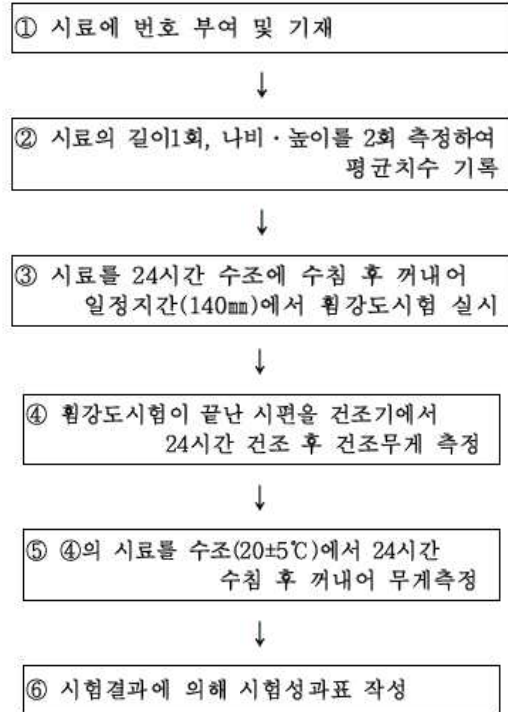 ① 시료에 번호 부여 및 기재
↓
② 시료의 길이1회, 나비·높이를 2회 측정하여
평균치수 기록
↓
③ 시료를 24시간 수조에 수침 후 꺼내어
일정지간(140㎜)에서 휨강도시험 실시
↓
④ 휨강도시험이 끝난 시편을 건조기에서
24시간 건조 후 건조무게 측정
↓
⑤ ④의 시료를 수조(20±5℃)에서 24시간
수침 후 꺼내어 무게측정
↓
⑥ 시험결과에 의해 시험성과표 작성